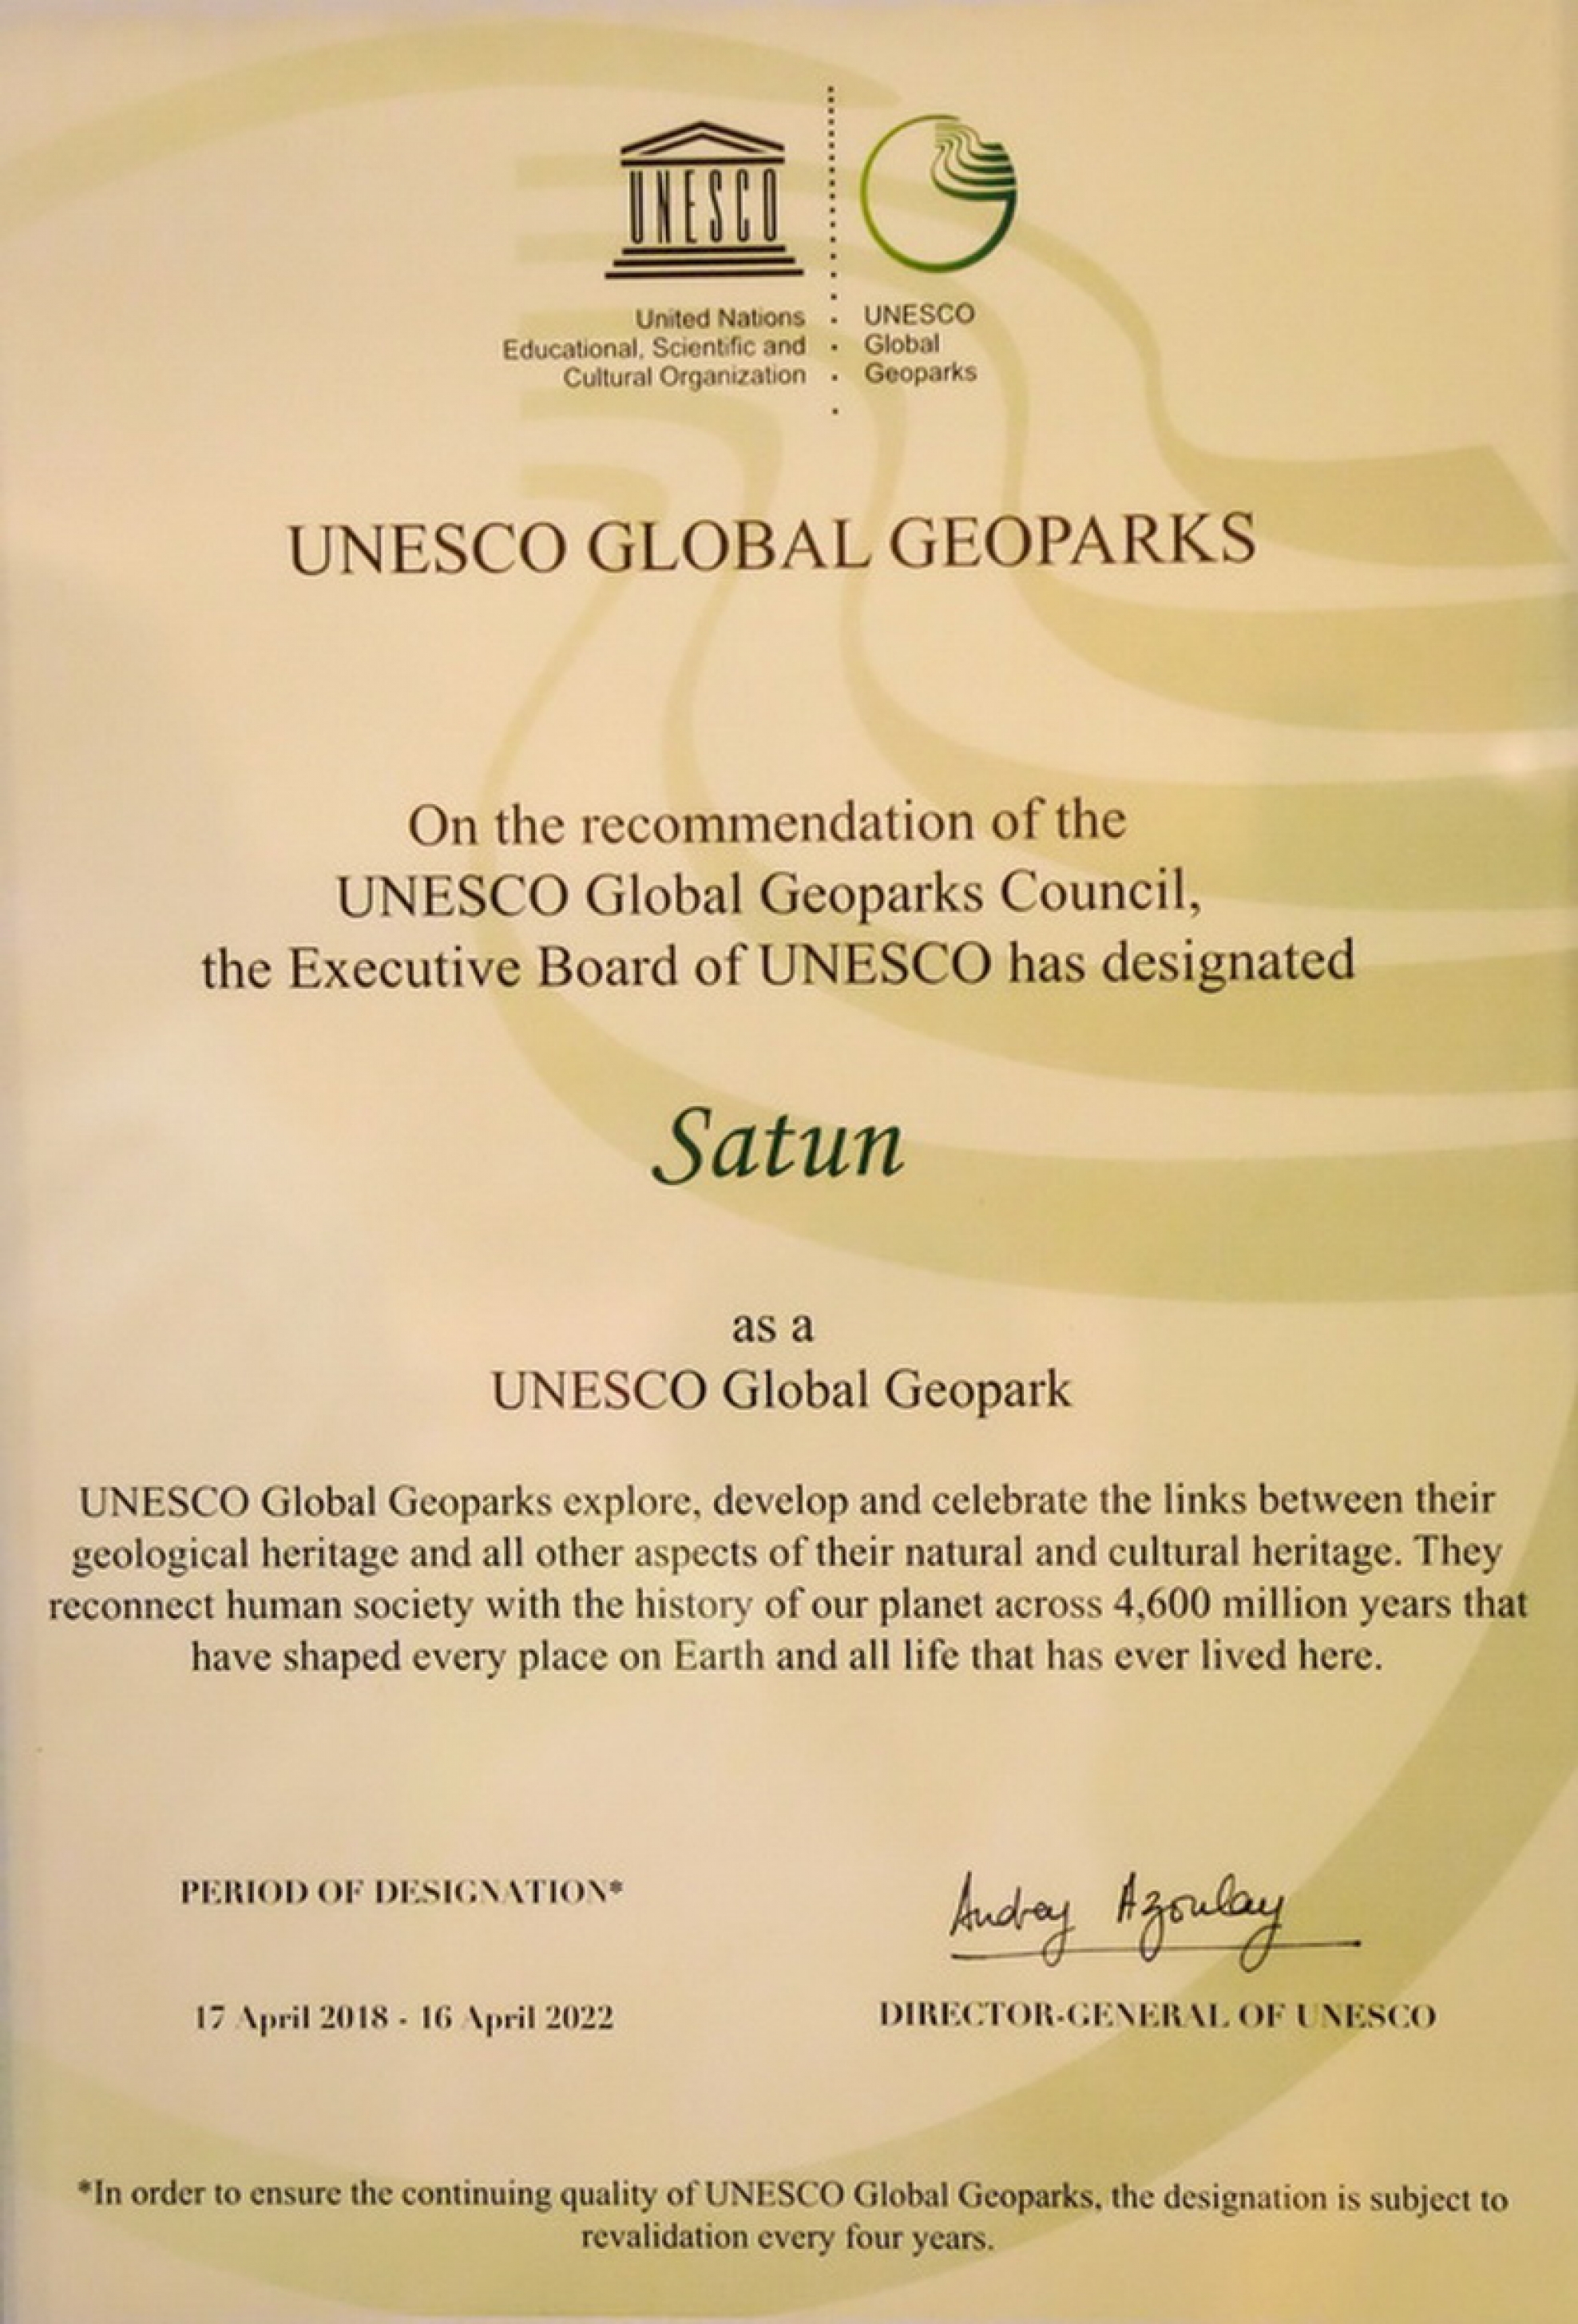 UNESCO
United Nations
Educational, Scientific and
Cultural Organization
UNESCO
Global
Geoparks
UNESCO GLOBAL GEOPARKS
On the recommendation of the
UNESCO Global Geoparks Council,
the Executive Board of UNESCO has designated
Satun
as a
UNESCO Global Geopark
UNESCO Global Geoparks explore, develop and celebrate the links between their
geological heritage and all other aspects of their natural and cultural heritage. They
reconnect human society with the history of our planet across 4,600 million years that
have shaped every place on Earth and all life that has ever lived here.
PERIOD OF DESIGNATION*
17 April 2018 - 16 April 2022
Audrey Azoulay
DIRECTOR-GENERAL OF UNESCO
*In order to ensure the continuing quality of UNESCO Global Geoparks, the designation is subject to
revalidation every four years.